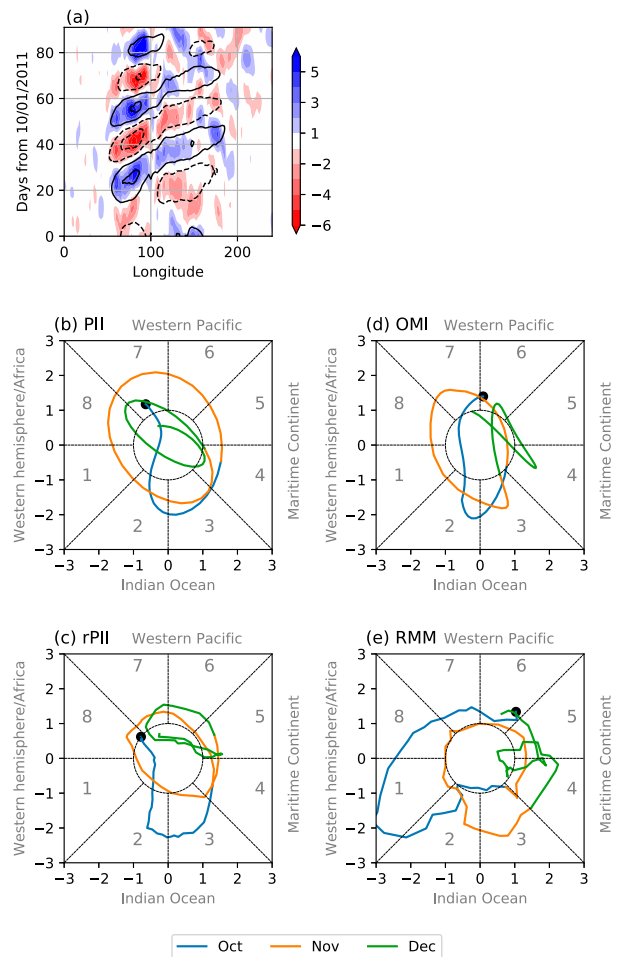 (a)
Days from 10/01/2011
80
60
40
20
0
0
100
200
Longitude
5
3
1
−2
−4
−6
(b) PII
Western Pacific
Western hemisphere/Africa
Maritime Continent
Indian Ocean
3
2
1
0
−1
−2
−3
−3 −2 −1 0 1 2 3
7 6
8 5
1 4
2 3
(d) OMI
Western Pacific
Western hemisphere/Africa
Maritime Continent
Indian Ocean
3
2
1
0
−1
−2
−3
−3 −2 −1 0 1 2 3
7 6
8 5
1 4
2 3
(c) rPII
Western Pacific
Western hemisphere/Africa
Maritime Continent
Indian Ocean
3
2
1
0
−1
−2
−3
−3 −2 −1 0 1 2 3
7 6
8 5
1 4
2 3
(e) RMM
Western Pacific
Western hemisphere/Africa
Maritime Continent
Indian Ocean
3
2
1
0
−1
−2
−3
−3 −2 −1 0 1 2 3
7 6
8 5
1 4
2 3
Oct Nov Dec